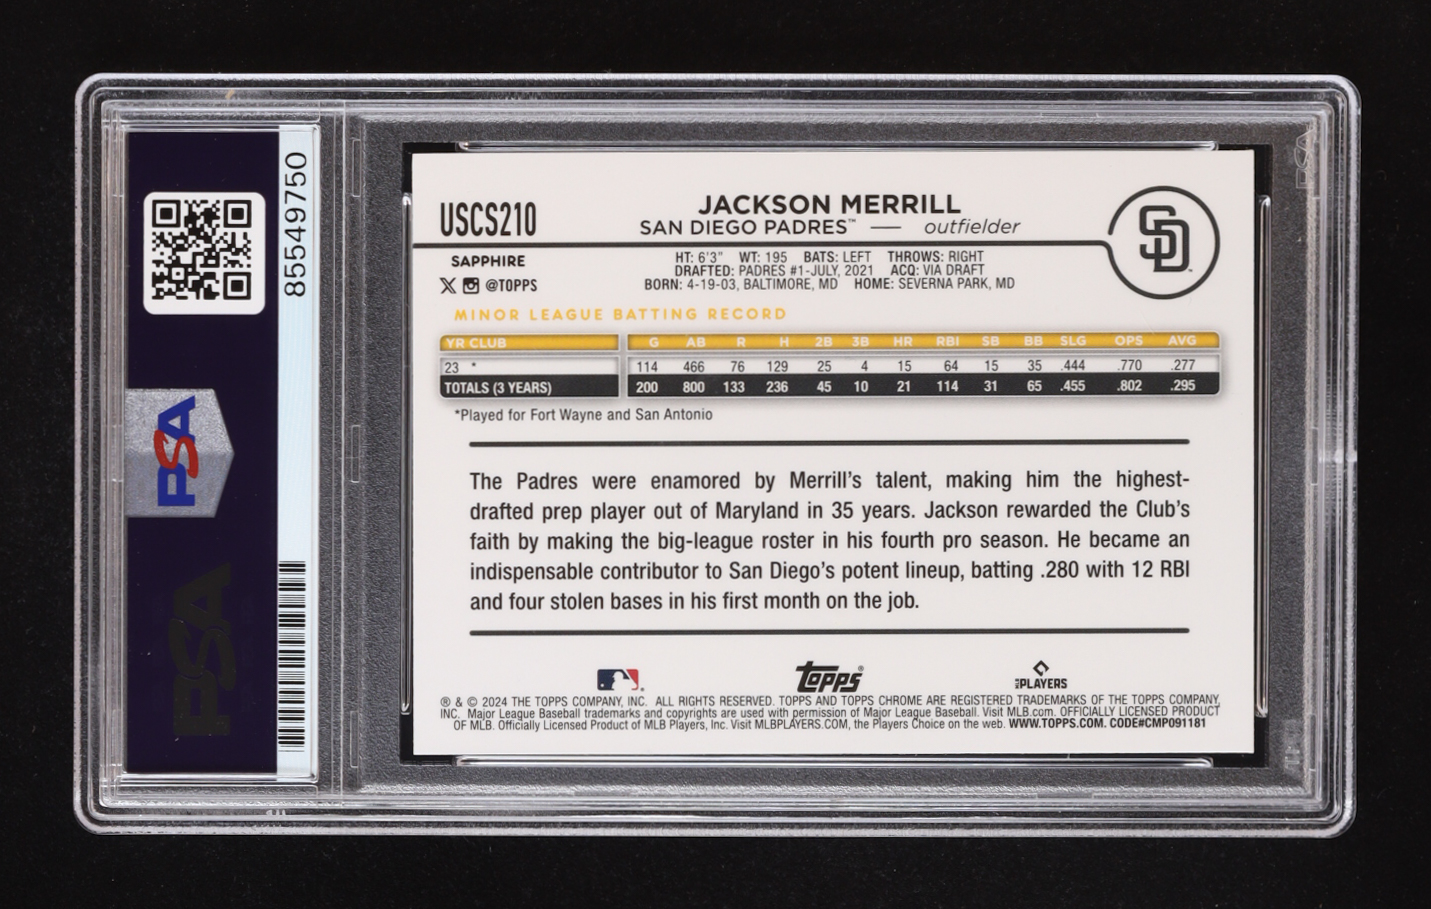 85549750
PSA
PSA
USCS210
SAPPHIRE
@TOPPS
JACKSON MERRILL
SAN DIEGO PADRES™ — outfielder
SD
HT: 6'3" WT: 195 BATS: LEFT THROWS: RIGHT
DRAFTED: PADRES #1-JULY, 2021 ACQ: VIA DRAFT
BORN: 4-19-03, BALTIMORE, MD HOME: SEVERNA PARK, MD
MINOR LEAGUE BATTING RECORD
YR CLUB G AB R H 2B 3B HR RBI SB BB SLG OPS AVG
23 * 114 466 76 129 25 4 15 64 15 35 .444 .770 .277
TOTALS (3 YEARS) 200 800 133 236 45 10 21 114 31 65 .455 .802 .295
*Played for Fort Wayne and San Antonio
The Padres were enamored by Merrill's talent, making him the highest-
drafted prep player out of Maryland in 35 years. Jackson rewarded the Club's
faith by making the big-league roster in his fourth pro season. He became an
indispensable contributor to San Diego's potent lineup, batting .280 with 12 RBI
and four stolen bases in his first month on the job.
Topps®
PLAYERS
® & © 2024 THE TOPPS COMPANY, INC. ALL RIGHTS RESERVED. TOPPS AND TOPPS CHROME ARE REGISTERED TRADEMARKS OF THE TOPPS COMPANY,
INC. Major League Baseball trademarks and copyrights are used with permission of Major League Baseball. Visit MLB.com. OFFICIALLY LICENSED PRODUCT
OF MLB. Officially Licensed Product of MLB Players, Inc. Visit MLBPLAYERS.COM, the Players Choice on the web. WWW.TOPPS.COM. CODE#CMP091181
PSA